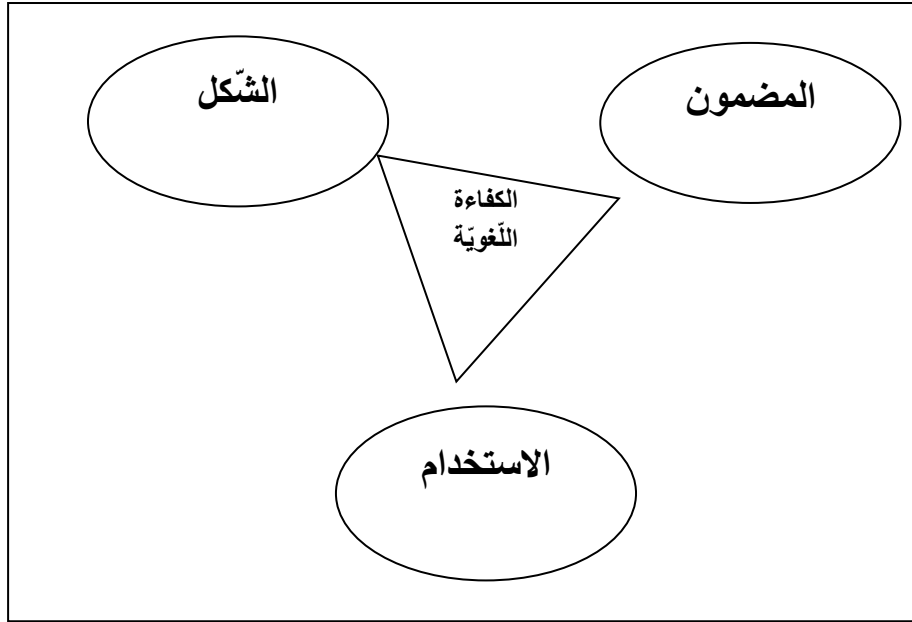 المضمون
الشّكل
الكفاءة
اللّغويّة
الاستخدام